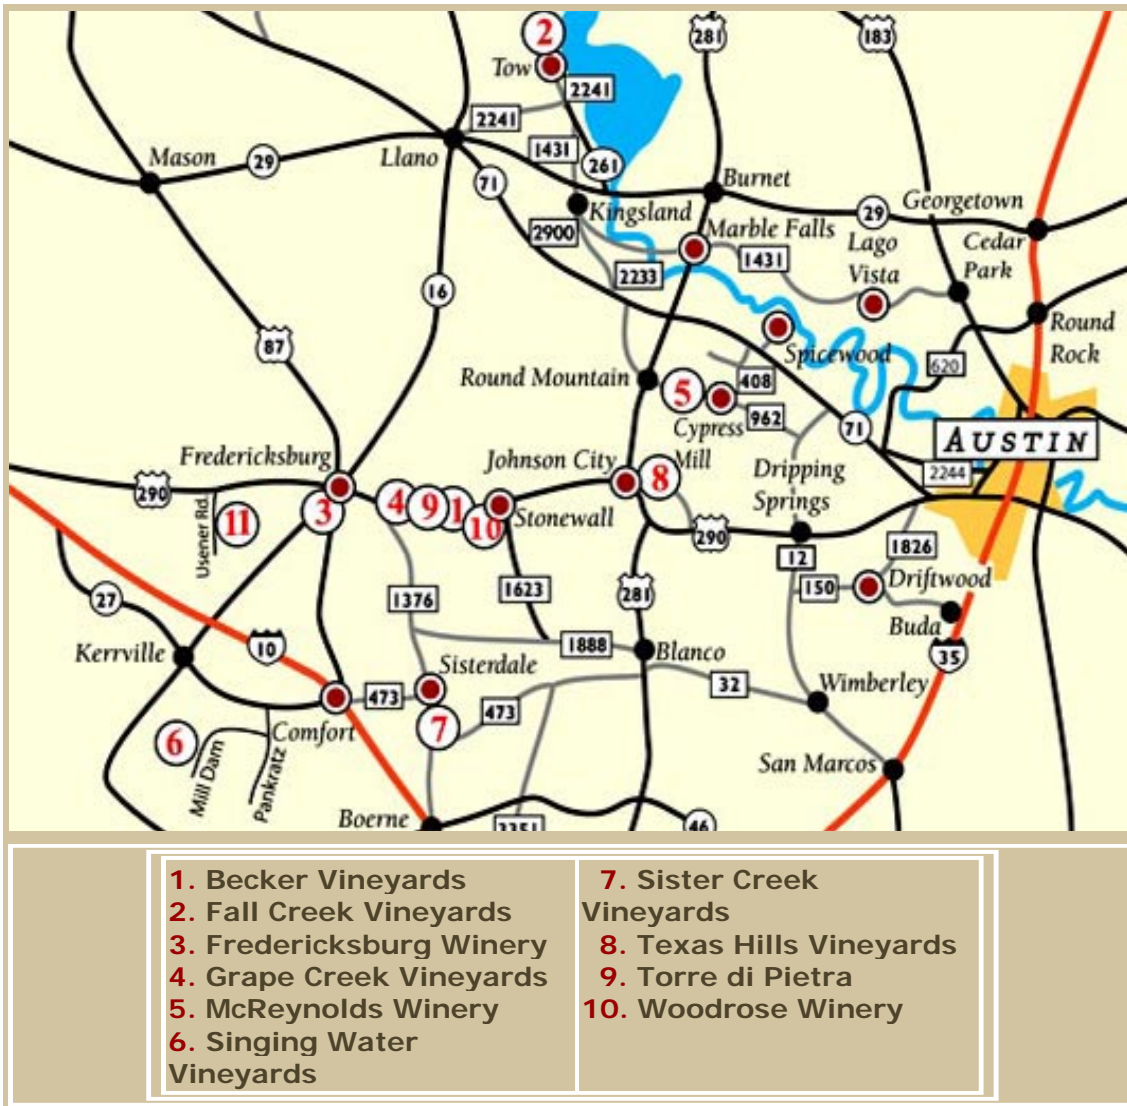 2
281
183
Tow
2241
2241
Mason
29
Llano
1431
261
71
Burnet
Kingsland
29
Georgetown
2900
Marble Falls
Lago
Vista
Cedar
Park
1431
2233
16
87
Round
Rock
Spicewood
620
Round Mountain
5
408
Cypress
Mill
962
71
AUSTIN
Fredericksburg
290
Johnson City
8
Dripping
Springs
2244
Usener Rd.
11
3
4
9
1
10
Stonewall
290
12
1826
27
1376
1623
281
150
Driftwood
Buda
Kerrville
10
1888
Blanco
35
Sisterdale
473
473
32
Wimberley
7
6
Comfort
Mill Dam
Pankratz
San Marcos
Boerne
3351
46
1. Becker Vineyards
2. Fall Creek Vineyards
3. Fredericksburg Winery
4. Grape Creek Vineyards
5. McReynolds Winery
6. Singing Water
Vineyards
7. Sister Creek
Vineyards
8. Texas Hills Vineyards
9. Torre di Pietra
10. Woodrose Winery